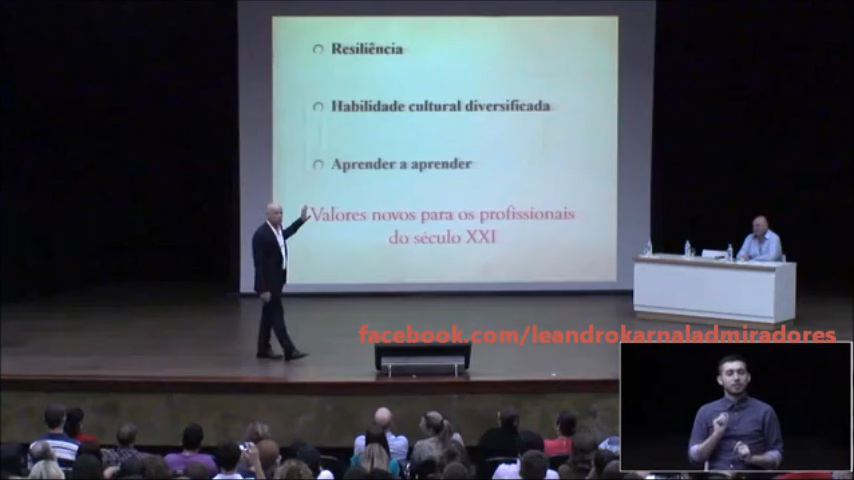 Resiliência
Habilidade cultural diversificada
Aprender a aprender
Valores novos para os profissionais
do século XXI
facebook.com/leandrokarnaladmiradores